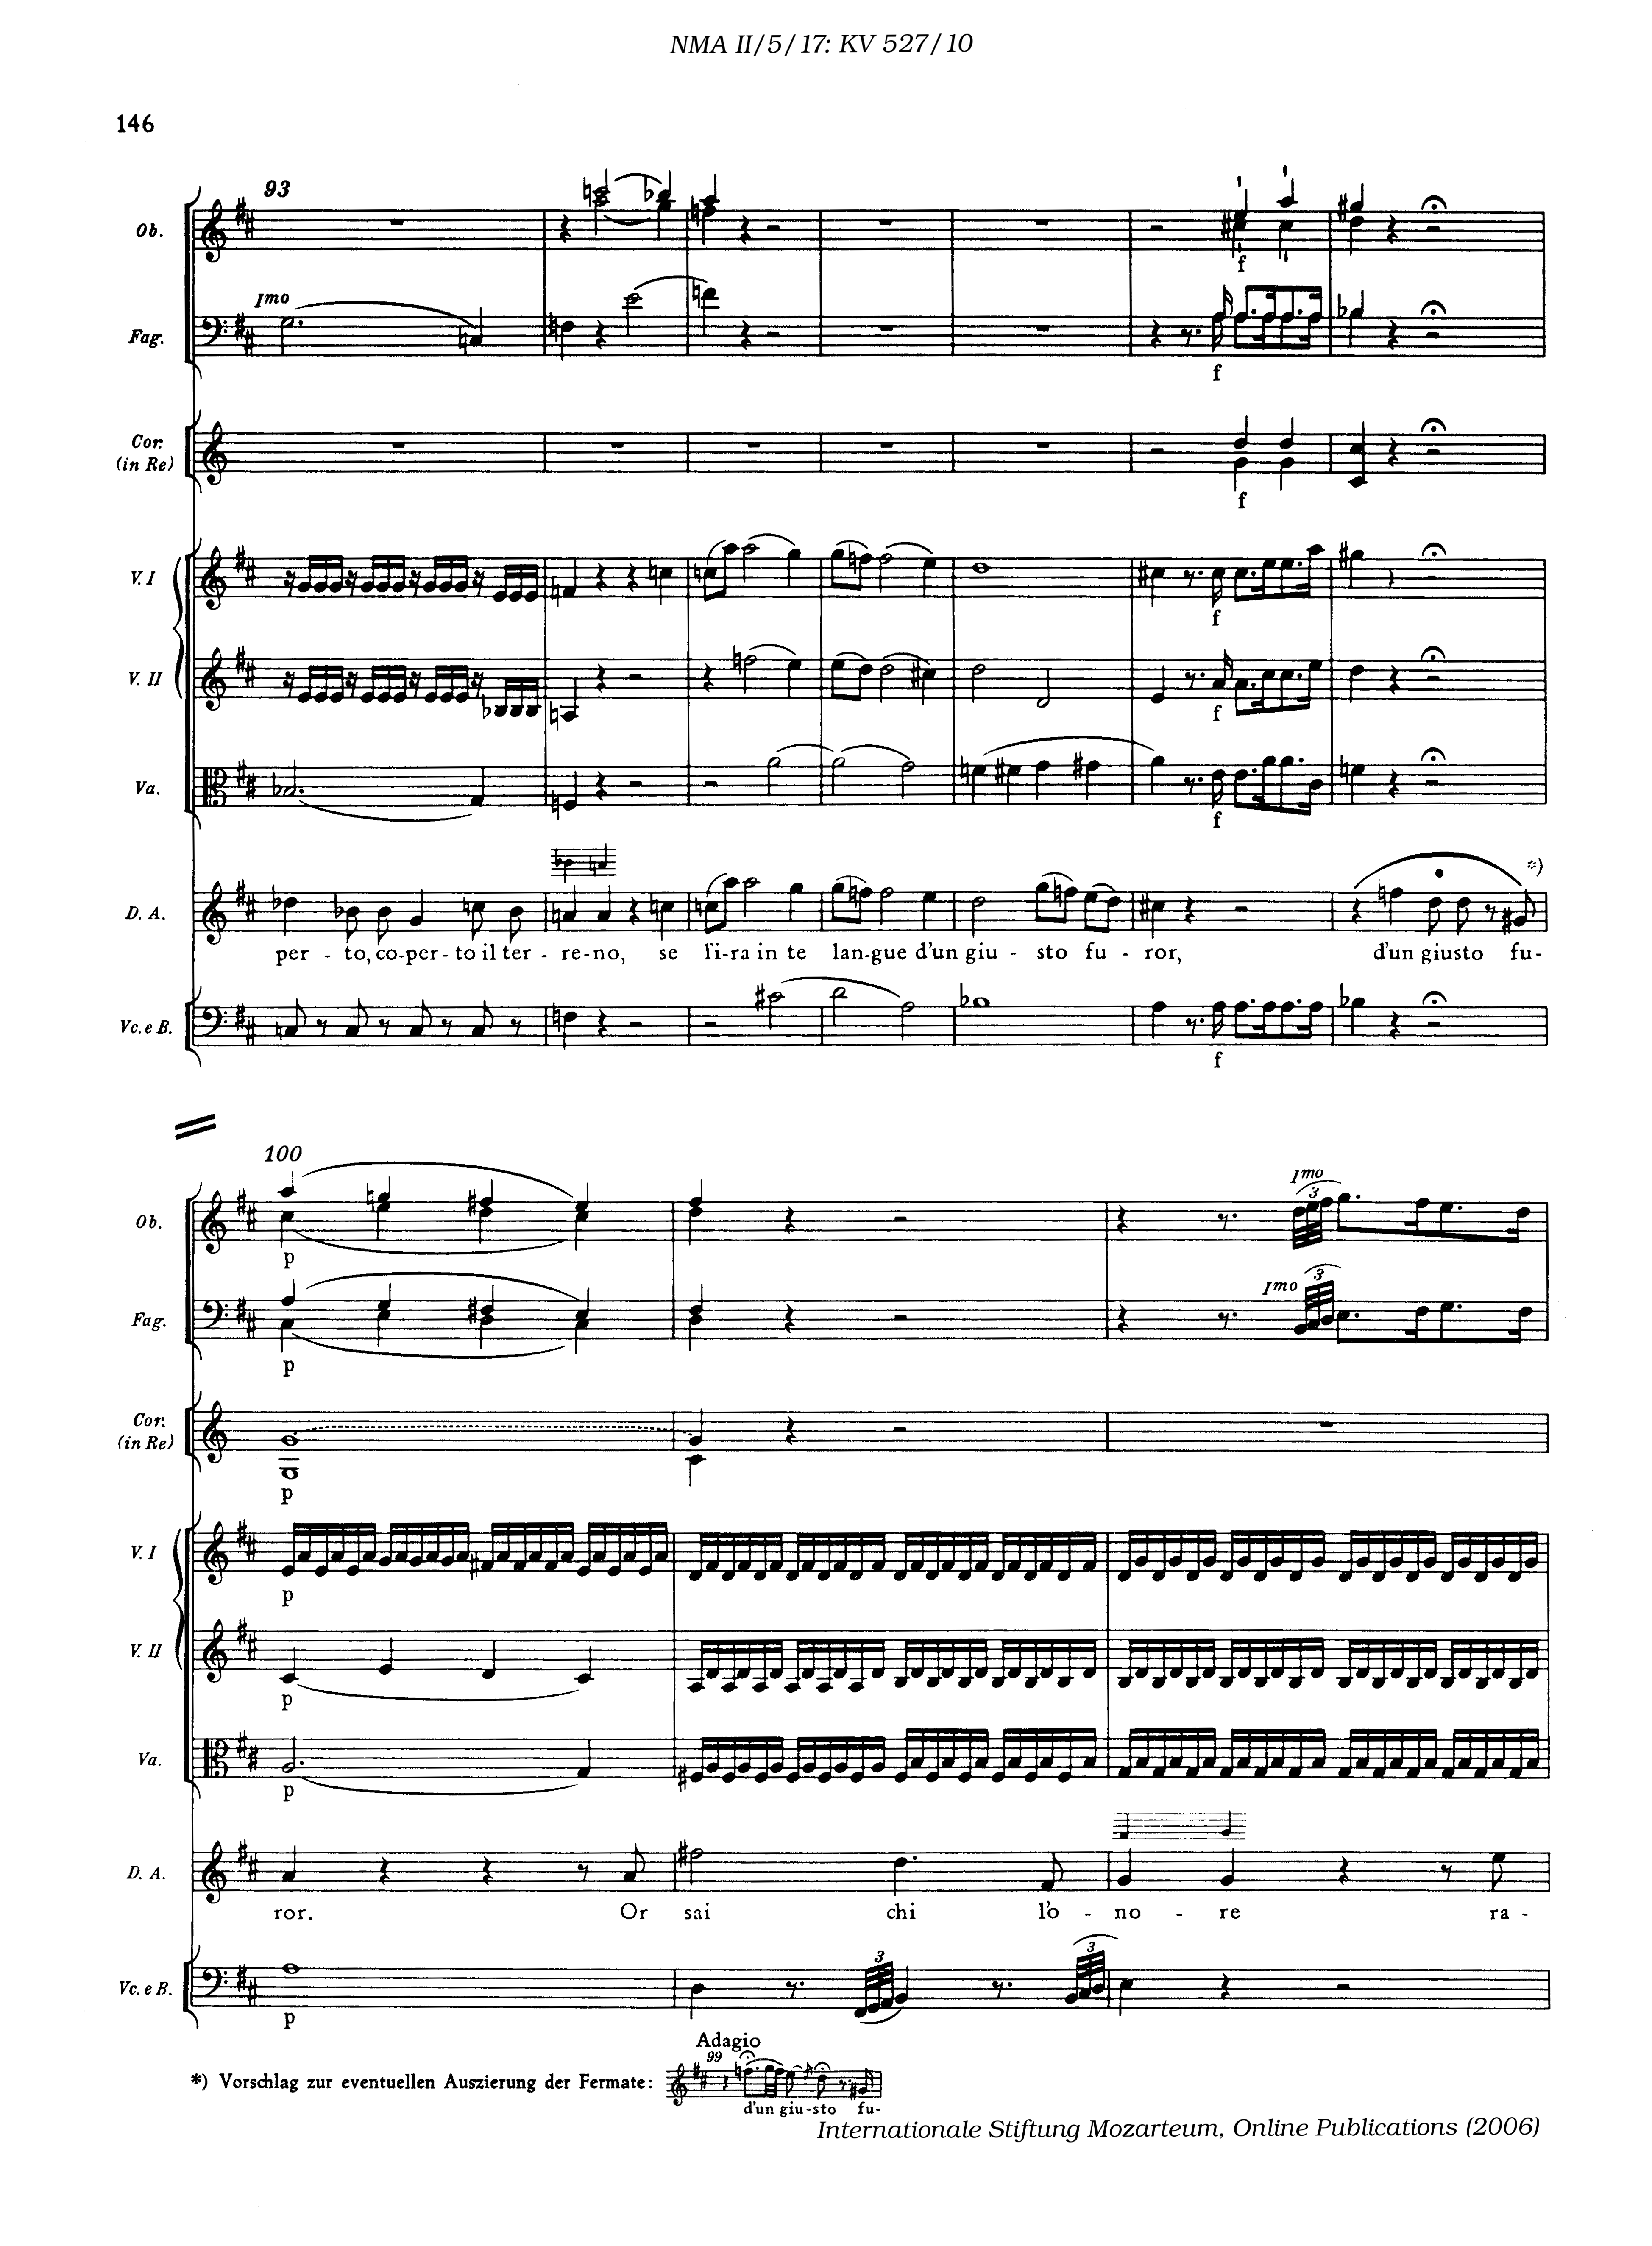 NMA II/5/17: KV 527/10
146
93
Ob.
Imo
Fag.
f
f
Cor.
(in Re)
f
V. I
f
V. II
f
Va.
f
*)
D. A.
per - to, co-per-to il ter - re-no, se l'i-ra in te lan-gue d'un giu - sto fu - ror, d'un giusto fu-
Vc. e B.
f
100
Imo
3
Ob.
p
Imo
3
Fag.
p
Cor.
(in Re)
p
V. I
p
V. II
p
Va.
p
D. A.
ror. Or sai chi l'o - no - re ra -
3
3
Vc. e B.
p
Adagio
99
*) Vorschlag zur eventuellen Auszierung der Fermate:
d'un giu-sto fu-
Internationale Stiftung Mozarteum, Online Publications (2006)